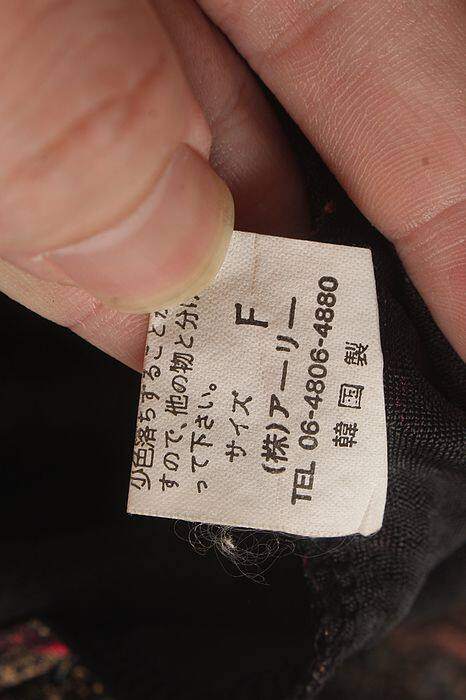 少色落ちすること
すので、他の物と分
って下さい。
サイズ F
(株)アーリー
TEL 06-4806-4880
韓国製